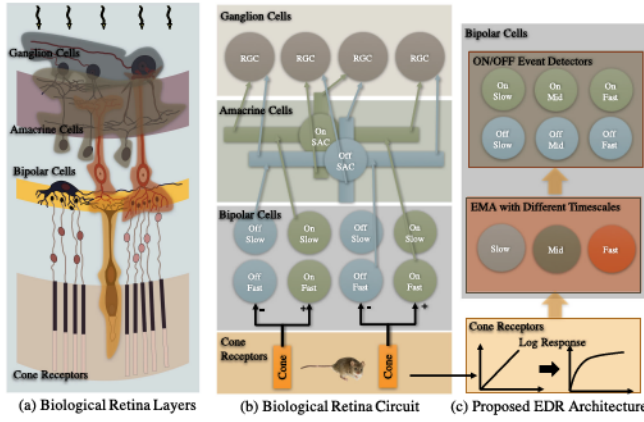 Ganglion Cells
Amacrine Cells
Bipolar Cells
Cone Receptors
(a) Biological Retina Layers
Ganglion Cells
RGC
RGC
RGC
RGC
Amacrine Cells
On
SAC
Off
SAC
Bipolar Cells
Off
Slow
On
Slow
Off
Slow
On
Slow
Off
Fast
On
Fast
Off
Fast
On
Fast
-
+
-
+
Cone
Receptors
Cone
Cone
(b) Biological Retina Circuit
Bipolar Cells
ON/OFF Event Detectors
On
Slow
On
Mid
On
Fast
Off
Slow
Off
Mid
Off
Fast
EMA with Different Timescales
Slow
Mid
Fast
Cone Receptors
Log Response
(c) Proposed EDR Architecture